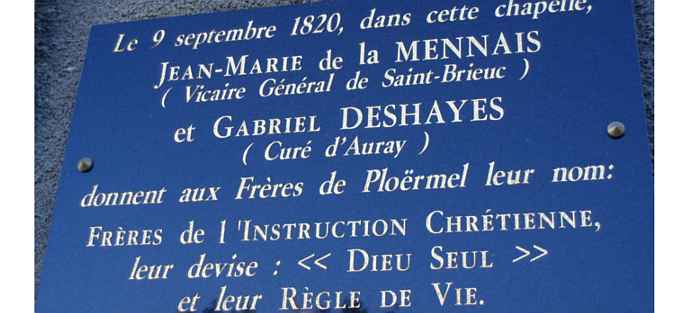 Le 9 septembre 1820, dans cette chapelle,
JEAN-MARIE de la MENNAIS
( Vicaire Général de Saint-Brieuc )
et GABRIEL DESHAYES
( Curé d'Auray )
donnent aux Frères de Ploërmel leur nom:
FRÈRES de l'INSTRUCTION CHRÉTIENNE,
leur devise : << DIEU SEUL >>
et leur RÈGLE DE VIE.